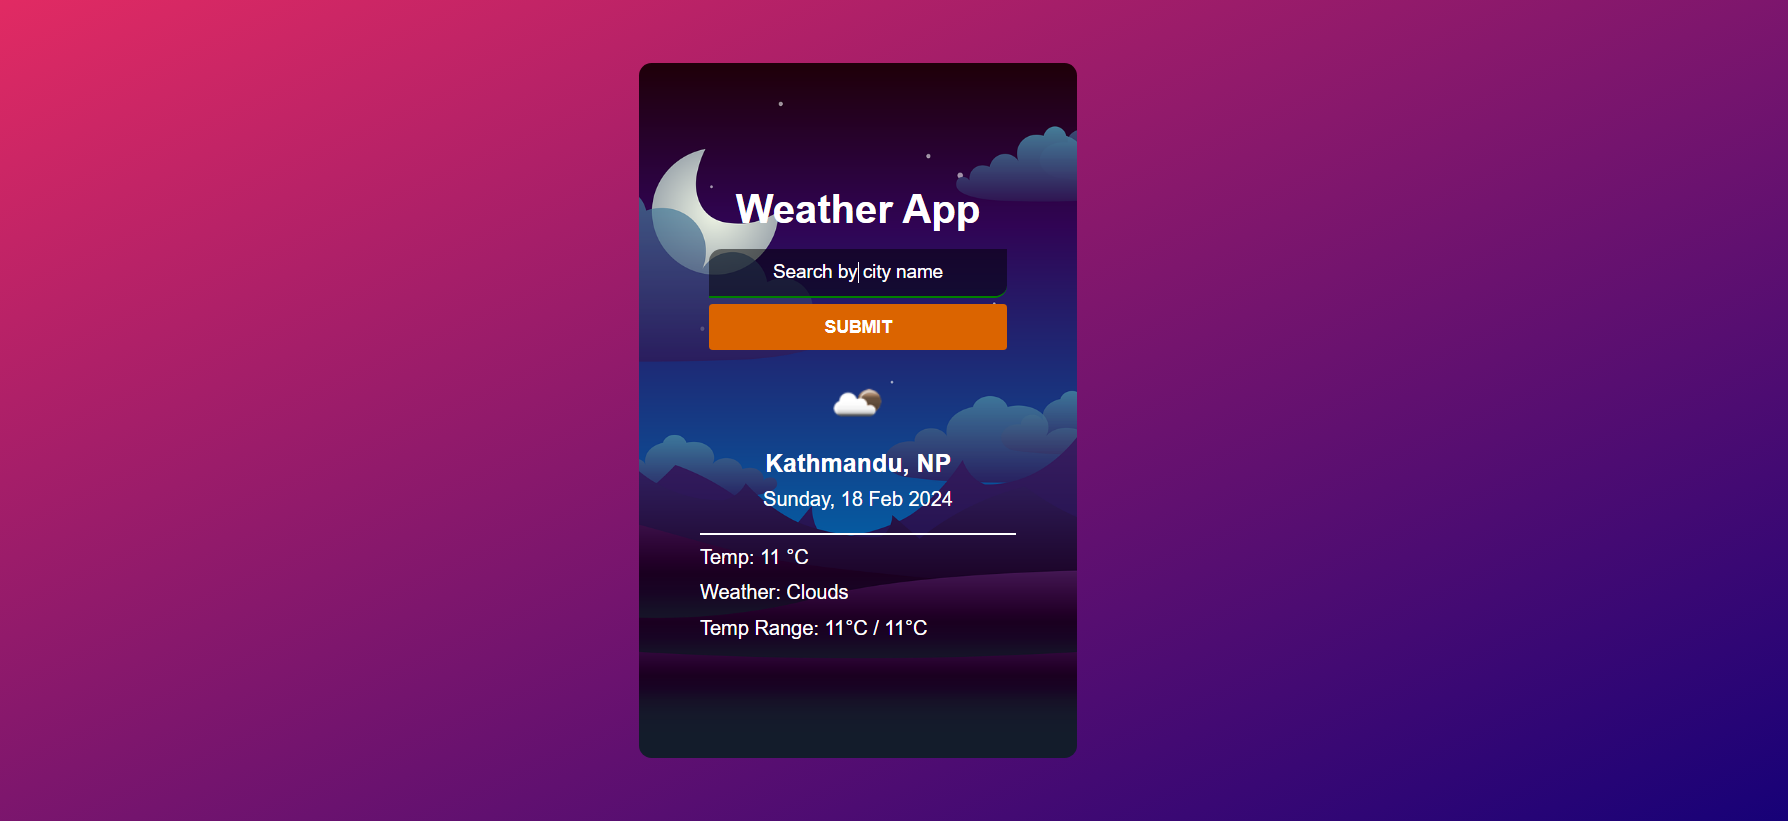 Weather App
Search by city name
SUBMIT
Kathmandu, NP
Sunday, 18 Feb 2024
Temp: 11 °C
Weather: Clouds
Temp Range: 11°C / 11°C